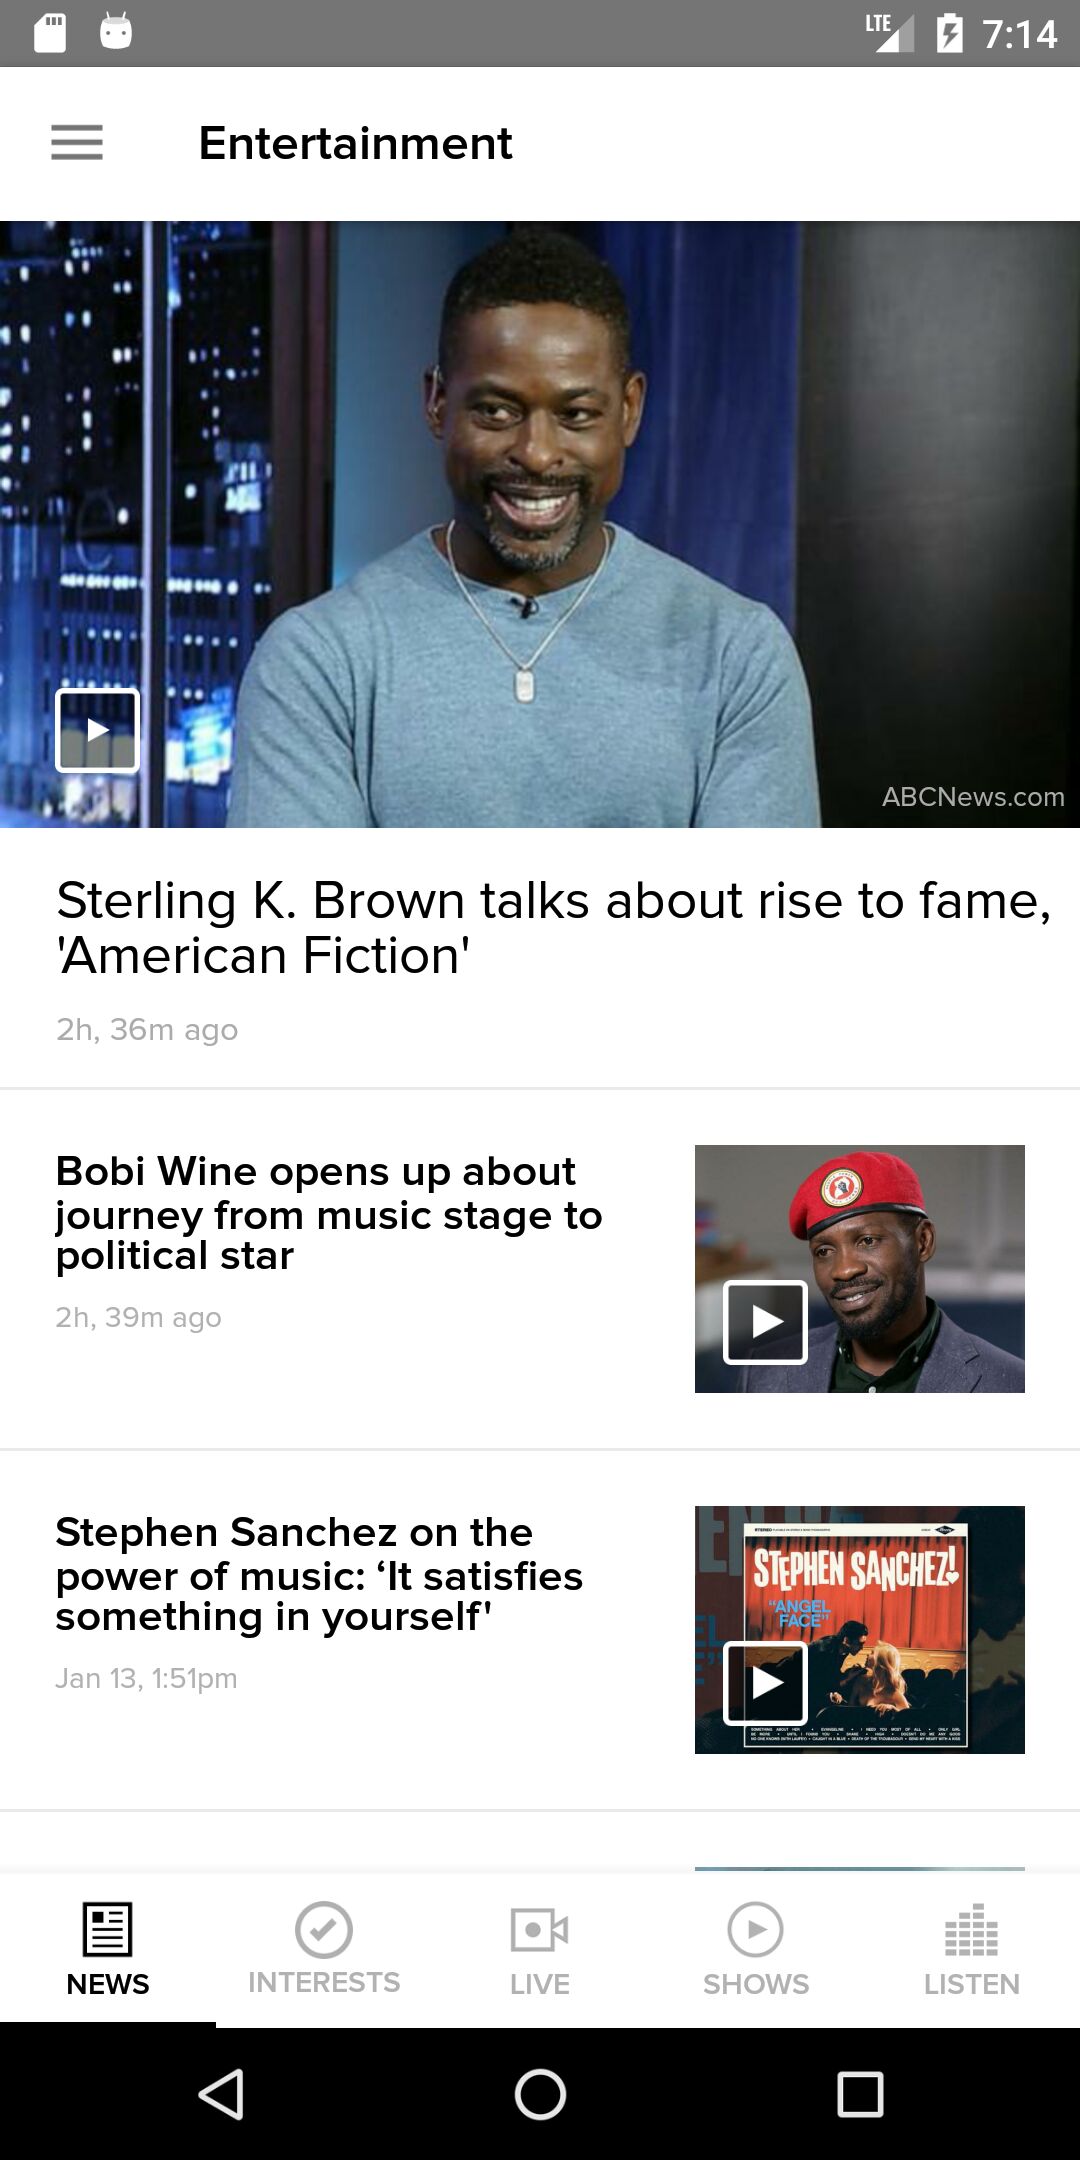 LTE 7:14
Entertainment
ABCNews.com
Sterling K. Brown talks about rise to fame,
'American Fiction'
2h, 36m ago
Bobi Wine opens up about
journey from music stage to
political star
2h, 39m ago
Stephen Sanchez on the
power of music: ‘It satisfies
something in yourself'
Jan 13, 1:51pm
STEREO
STEPHEN SANCHEZ!
"ANGEL
FACE"
NEWS
INTERESTS
LIVE
SHOWS
LISTEN